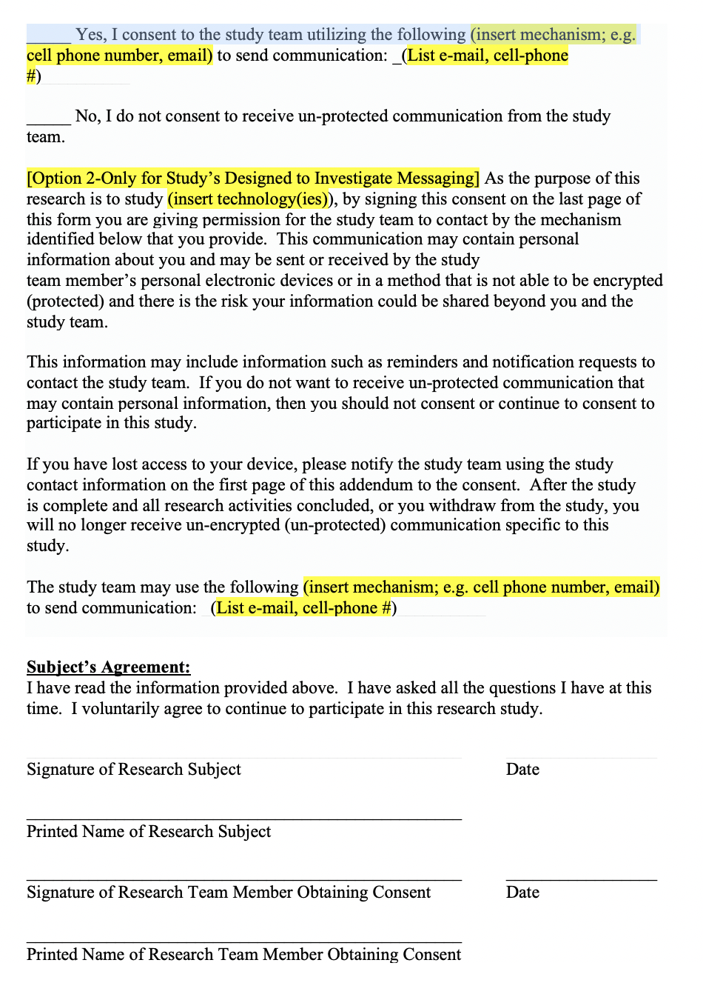 _____ Yes, I consent to the study team utilizing the following (insert mechanism; e.g.
cell phone number, email) to send communication: _(List e-mail, cell-phone
#)
_____ No, I do not consent to receive un-protected communication from the study
team.
[Option 2-Only for Study’s Designed to Investigate Messaging] As the purpose of this
research is to study (insert technology(ies)), by signing this consent on the last page of
this form you are giving permission for the study team to contact by the mechanism
identified below that you provide.  This communication may contain personal
information about you and may be sent or received by the study
team member’s personal electronic devices or in a method that is not able to be encrypted
(protected) and there is the risk your information could be shared beyond you and the
study team.
This information may include information such as reminders and notification requests to
contact the study team.  If you do not want to receive un-protected communication that
may contain personal information, then you should not consent or continue to consent to
participate in this study.
If you have lost access to your device, please notify the study team using the study
contact information on the first page of this addendum to the consent.  After the study
is complete and all research activities concluded, or you withdraw from the study, you
will no longer receive un-encrypted (un-protected) communication specific to this
study.
The study team may use the following (insert mechanism; e.g. cell phone number, email)
to send communication:  _(List e-mail, cell-phone #)
Subject’s Agreement:
I have read the information provided above.  I have asked all the questions I have at this
time.  I voluntarily agree to continue to participate in this research study.
Signature of Research Subject Date
Printed Name of Research Subject
Signature of Research Team Member Obtaining Consent Date
Printed Name of Research Team Member Obtaining Consent